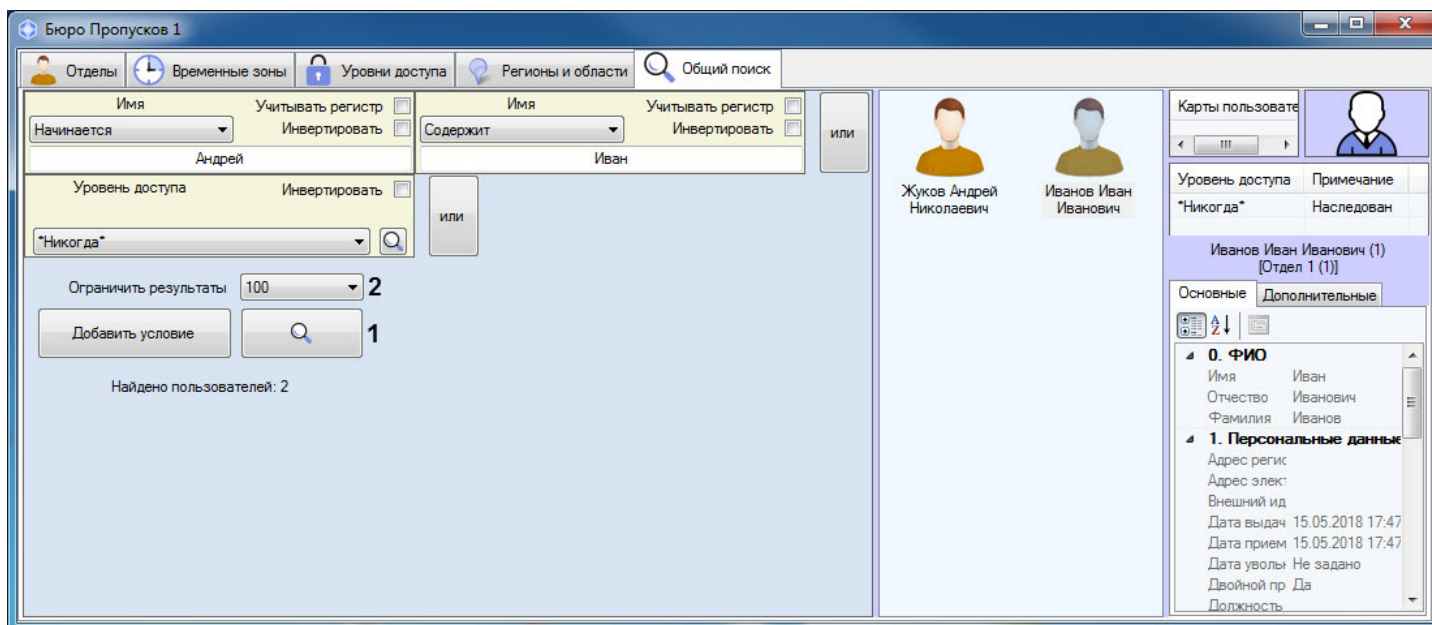 Бюро Пропусков 1
Отделы Временные зоны Уровни доступа Регионы и области Общий поиск
Имя Учитывать регистр Имя Учитывать регистр
Начинается Инвертировать Содержит Инвертировать или
Андрей Иван
Уровень доступа Инвертировать
или
*Никогда*
Ограничить результаты 100 2
Добавить условие 1
Найдено пользователей: 2
Жуков Андрей Николаевич
Иванов Иван Иванович
Карты пользовате
Уровень доступа Примечание
*Никогда* Наследован
Иванов Иван Иванович (1)
[Отдел 1 (1)]
Основные Дополнительные
0. ФИО
Имя Иван
Отчество Иванович
Фамилия Иванов
1. Персональные данные
Адрес регис
Адрес элект
Внешний ид
Дата выдач 15.05.2018 17:47
Дата прием 15.05.2018 17:47
Дата уволы Не задано
Двойной пр Да
Должность